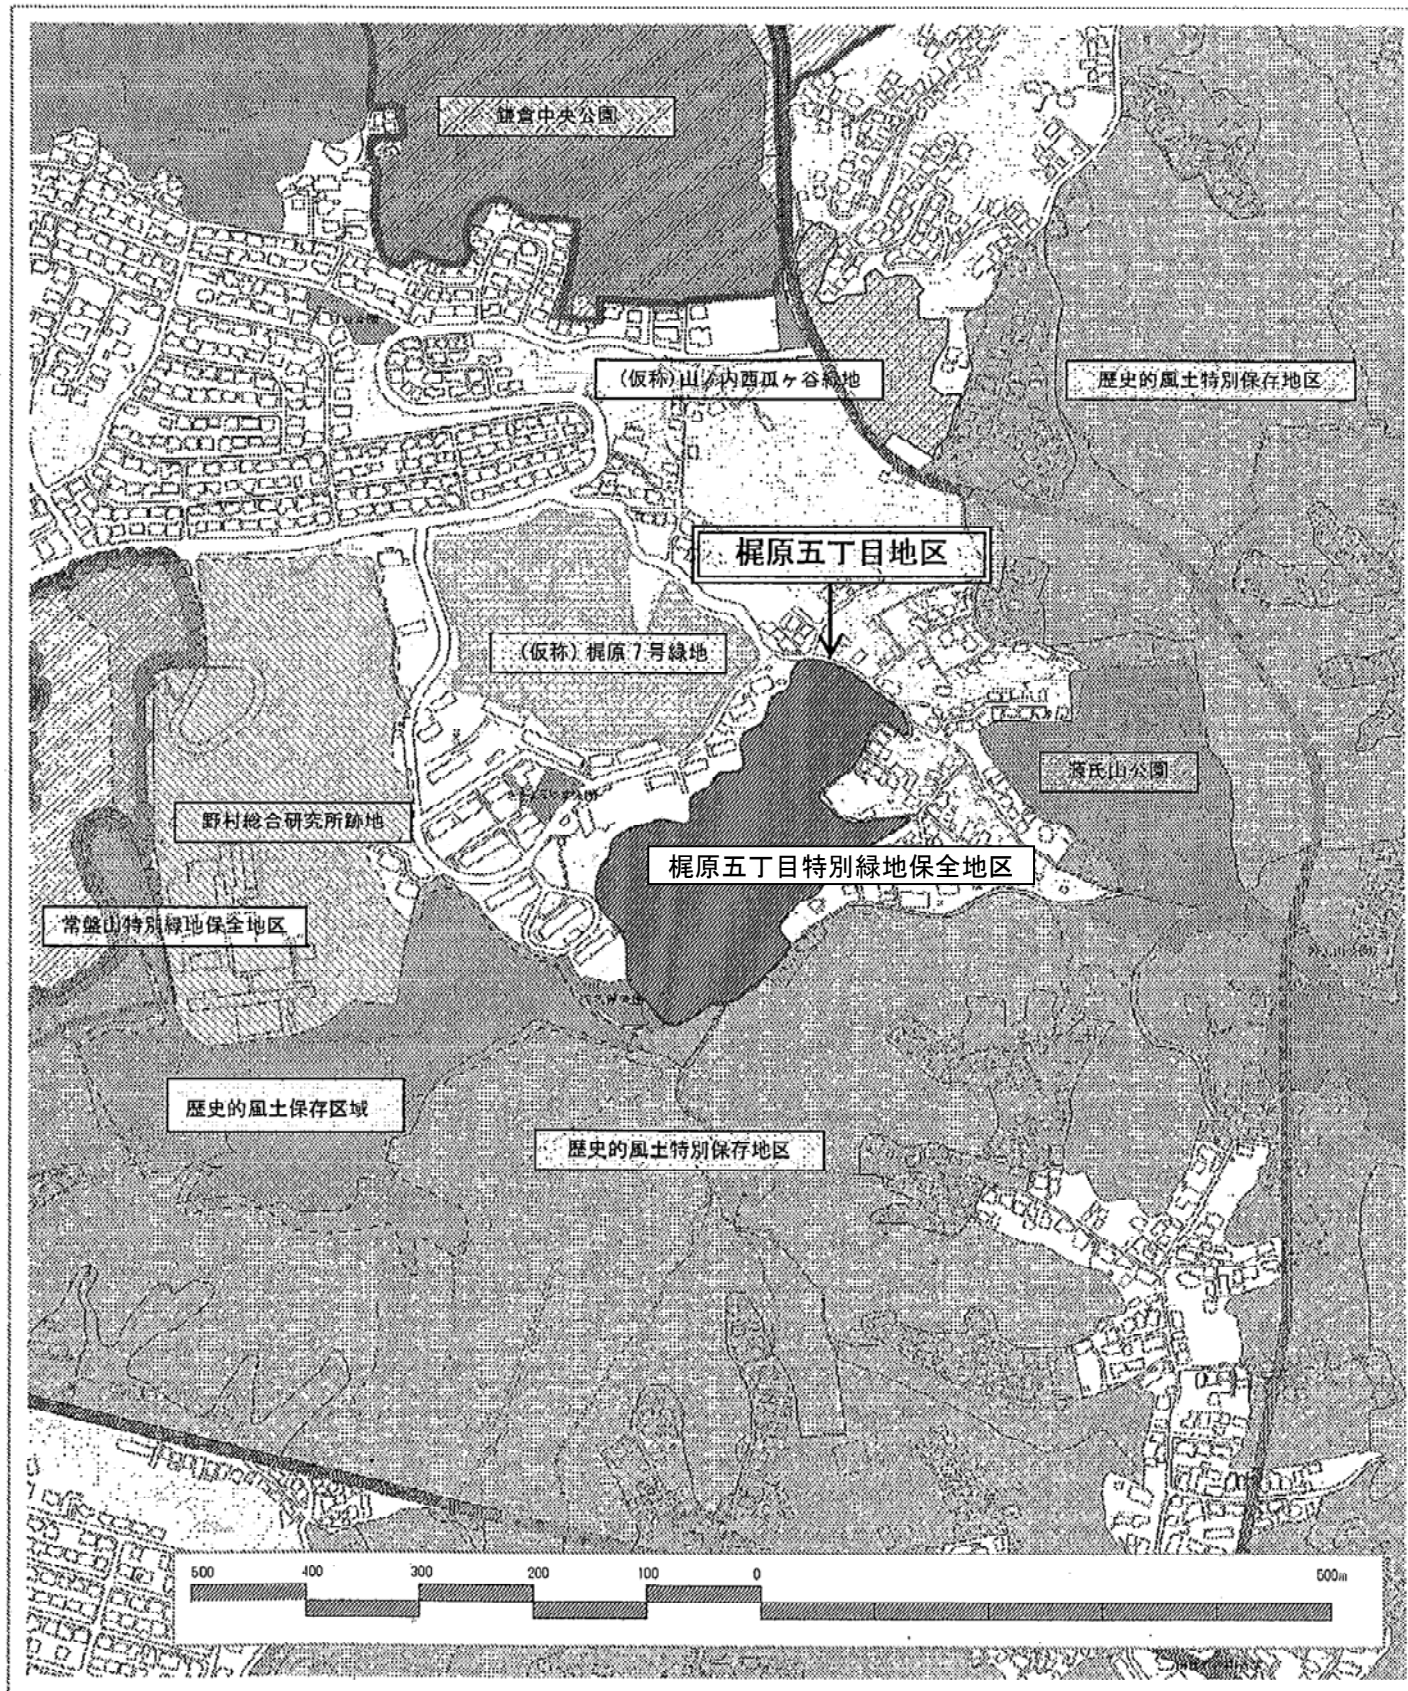 鎌倉中央公園
(仮称)山ノ内西瓜ヶ谷緑地
歴史的風土特別保存地区
梶原五丁目地区
(仮称)梶原7号緑地
源氏山公園
野村総合研究所跡地
梶原五丁目特別緑地保全地区
常盤山特別緑地保全地区
歴史的風土保存区域
歴史的風土特別保存地区
500 400 300 200 100 0 500m